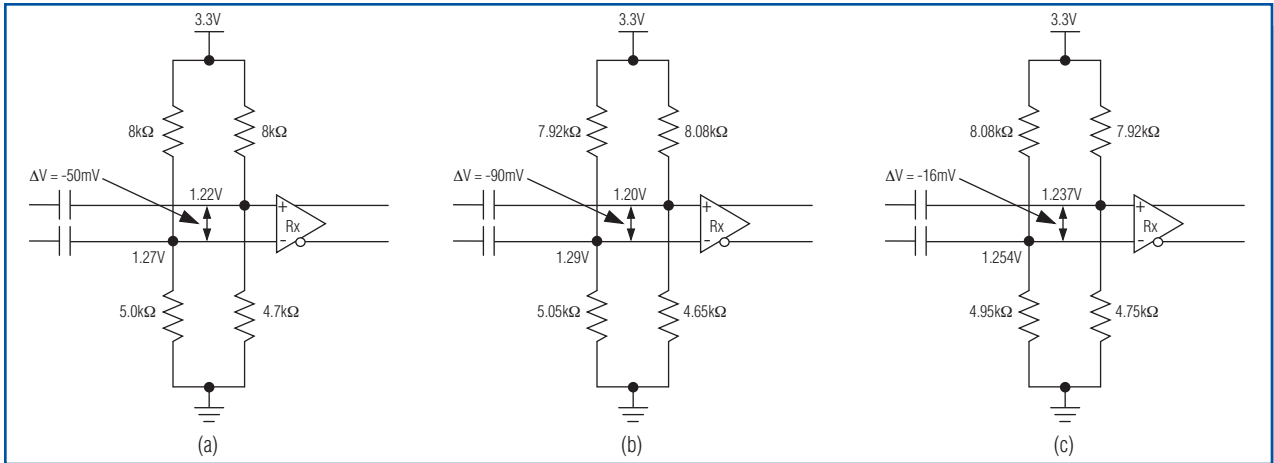 3.3V
8kΩ
8kΩ
ΔV = -50mV
1.22V
+
Rx
-
1.27V
5.0kΩ
4.7kΩ
(a)
3.3V
7.92kΩ
8.08kΩ
ΔV = -90mV
1.20V
+
Rx
-
1.29V
5.05kΩ
4.65kΩ
(b)
3.3V
8.08kΩ
7.92kΩ
ΔV = -16mV
1.237V
+
Rx
-
1.254V
4.95kΩ
4.75kΩ
(c)